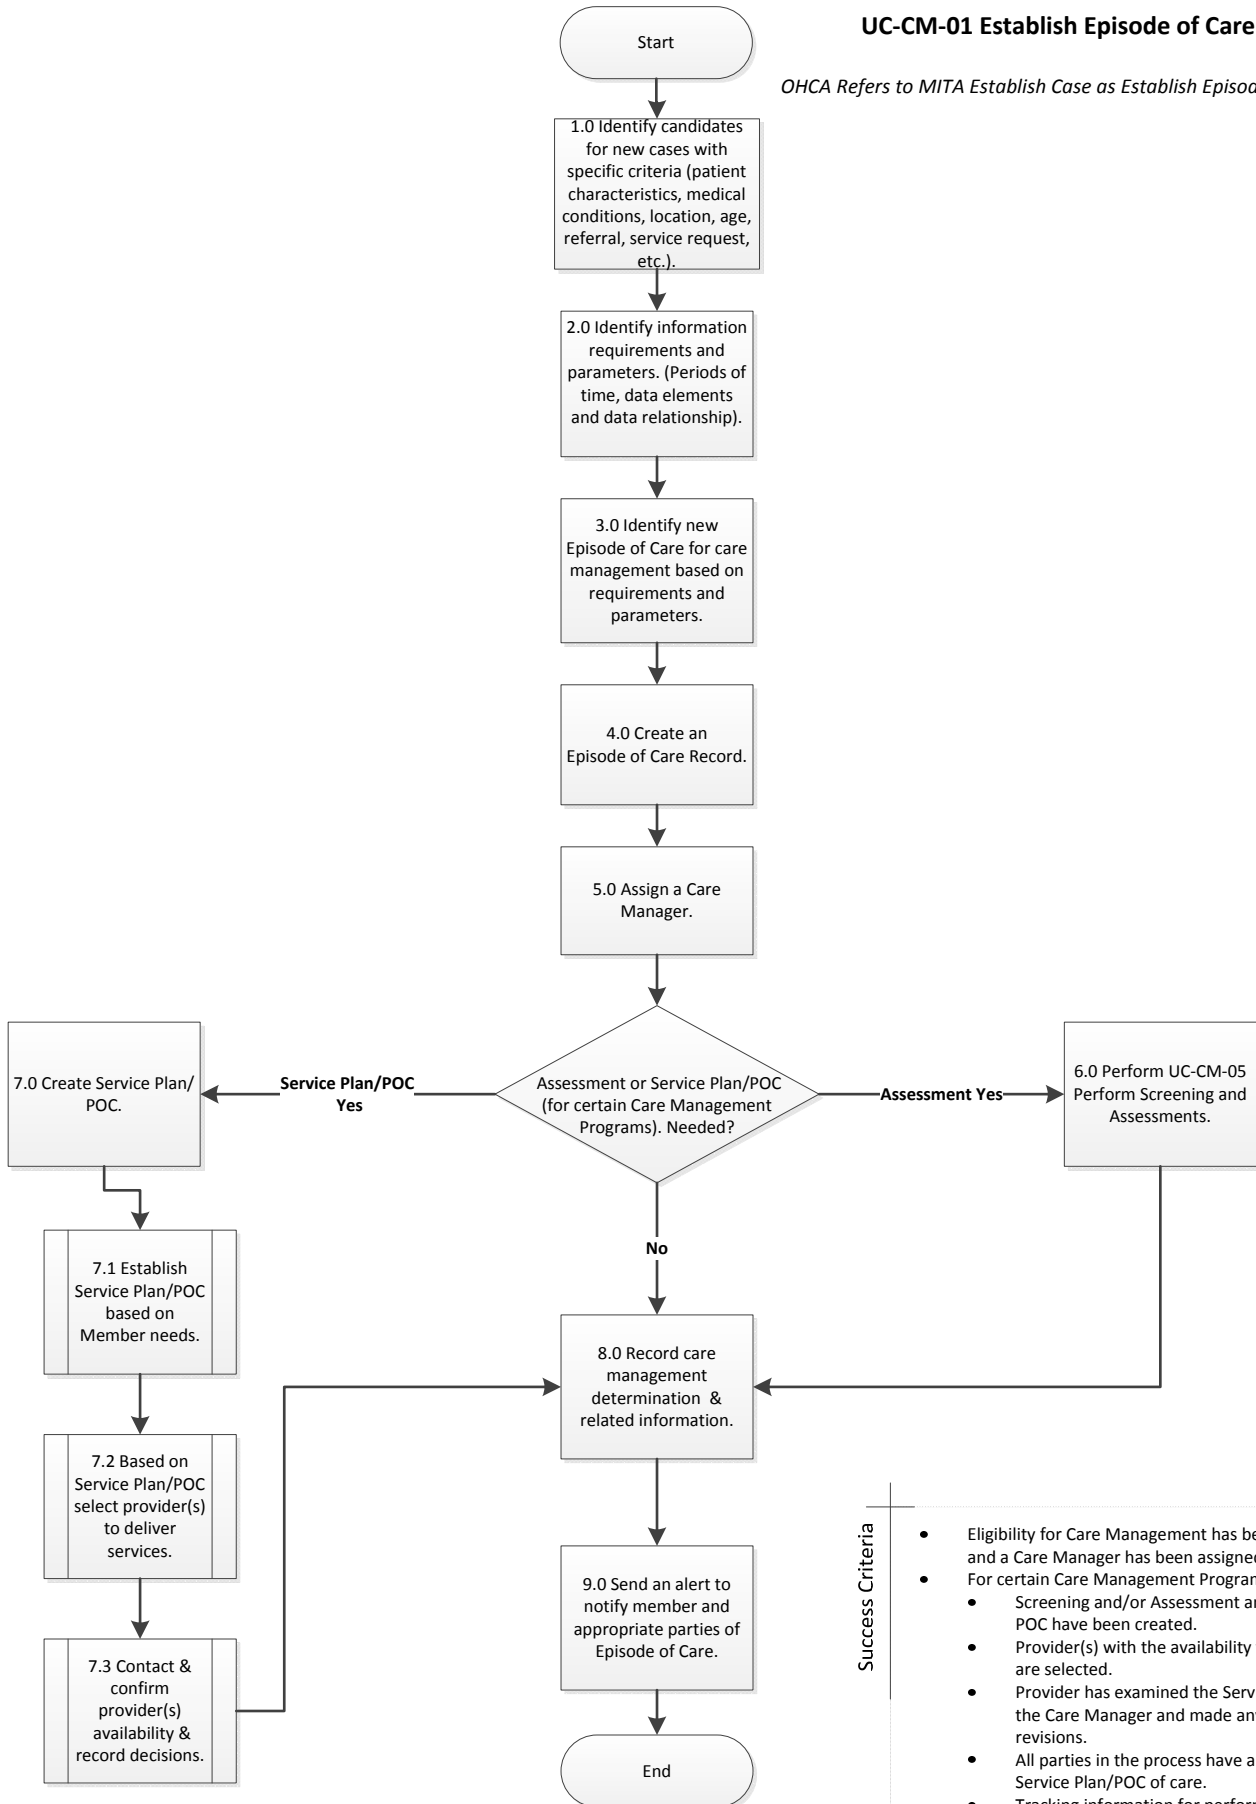 UC-CM-01 Establish Episode of Care
OHCA Refers to MITA Establish Case as Establish
Start
1.0 Identify candidates
for new cases with
specific criteria (patient
characteristics, medical
conditions, location, age,
referral, service request,
etc.).
2.0 Identify information
requirements and
parameters. (Periods of
time, data elements
and data relationship).
3.0 Identify new
Episode of Care for care
management based on
requirements and
parameters.
4.0 Create an
Episode of Care Record.
5.0 Assign a Care
Manager.
Assessment or Service Plan/POC
(for certain Care Management
Programs). Needed?
Service Plan/POC
Yes
Assessment Yes
No
7.0 Create Service Plan/
POC.
6.0 Perform UC-CM-05
Perform Screening and
Assessments.
7.1 Establish
Service Plan/POC
based on
Member needs.
7.2 Based on
Service Plan/POC
select provider(s)
to deliver
services.
7.3 Contact &
confirm
provider(s)
availability &
record decisions.
8.0 Record care
management
determination &
related information.
9.0 Send an alert to
notify member and
appropriate parties of
Episode of Care.
End
Success Criteria
• Eligibility for Care Management has
and a Care Manager has been assigned
• For certain Care Management
• Screening and/or Assessment
POC have been created.
• Provider(s) with the availability
are selected.
• Provider has examined the
the Care Manager and made
revisions.
• All parties in the process have
Service Plan/POC of care.
• Tracking information for